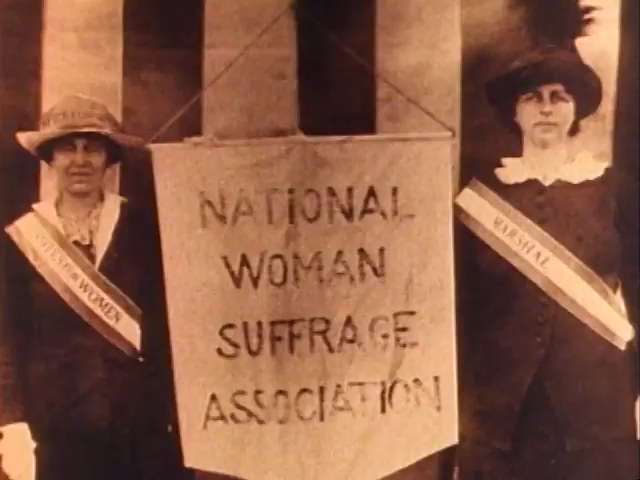 NATIONAL
WOMAN
SUFFRAGE
ASSOCIATION
VOTES FOR WOMEN
MARSHAL